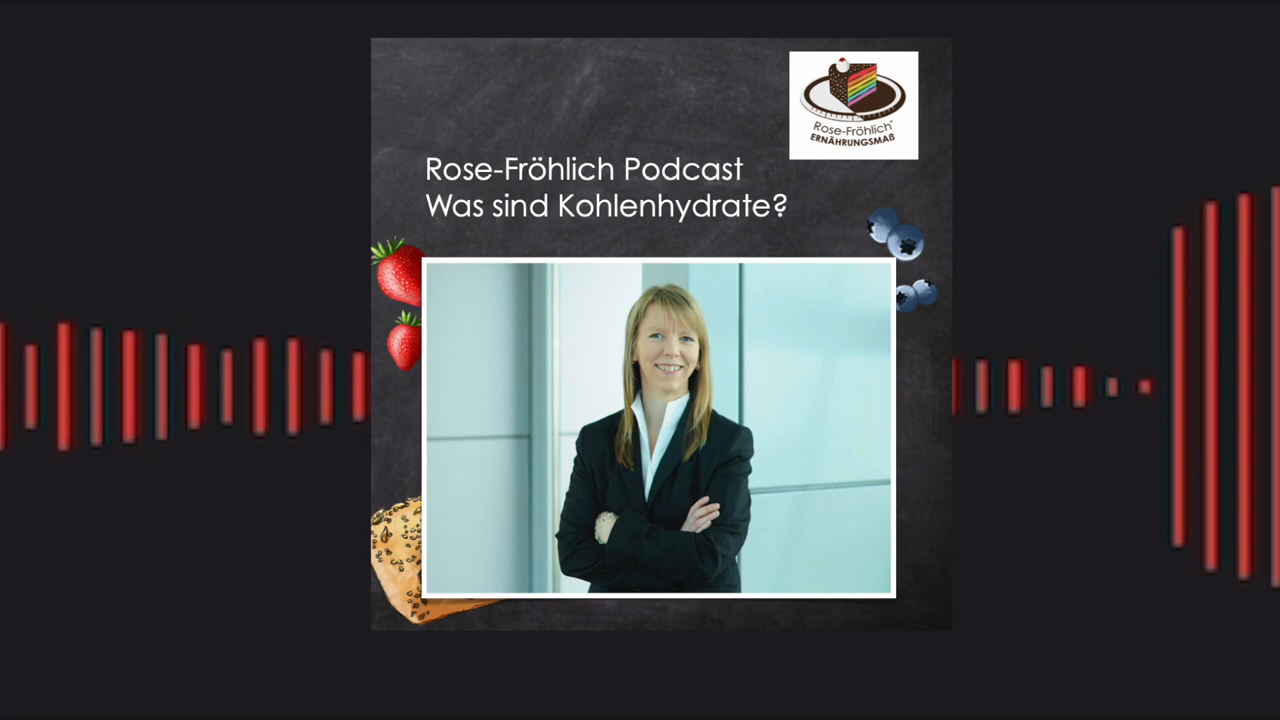 Rose-Fröhlich®
ERNÄHRUNGSMAß
Rose-Fröhlich Podcast
Was sind Kohlenhydrate?